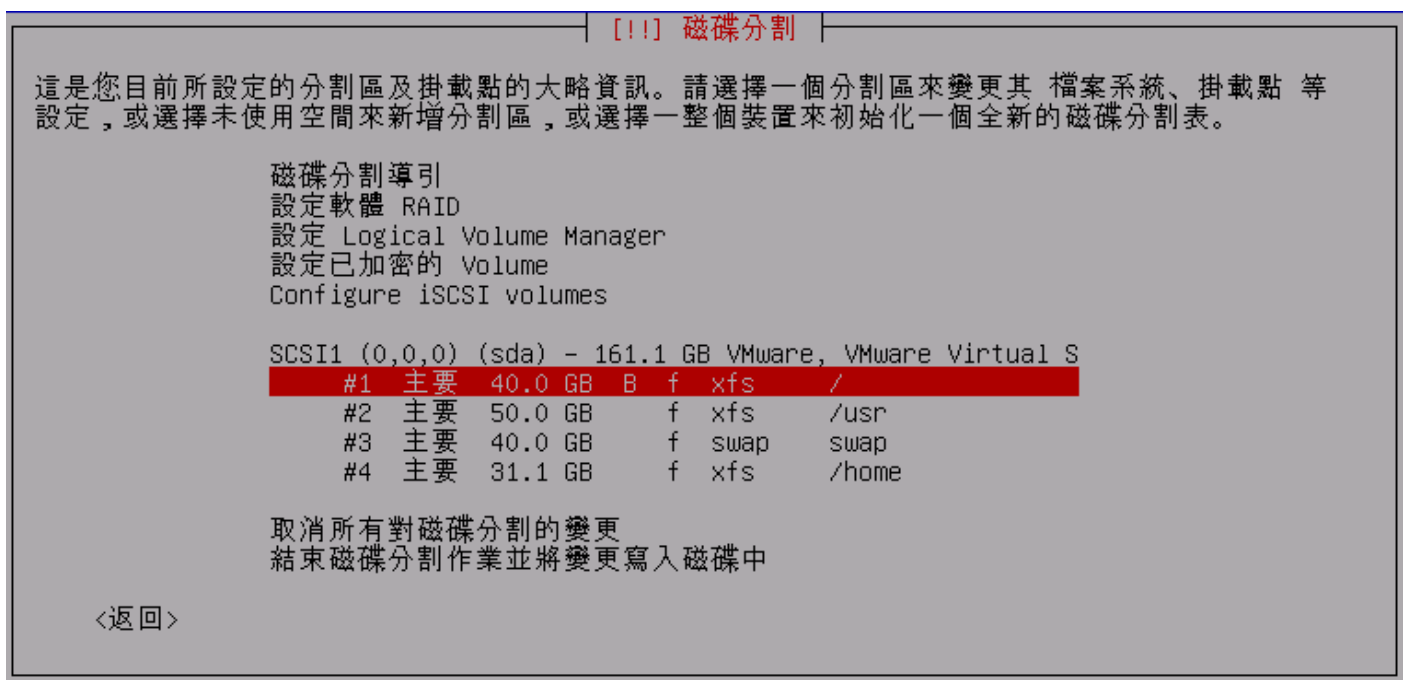 [!!] 磁碟分割
這是您目前所設定的分割區及掛載點的大略資訊。請選擇一個分割區來變更其 檔案系統、掛載點 等
設定，或選擇未使用空間來新增分割區，或選擇一整個裝置來初始化一個全新的磁碟分割表。
磁碟分割導引
設定軟體 RAID
設定 Logical Volume Manager
設定已加密的 Volume
Configure iSCSI volumes
SCSI1 (0,0,0) (sda) - 161.1 GB VMware, VMware Virtual S
#1 主要 40.0 GB B f xfs /
#2 主要 50.0 GB f xfs /usr
#3 主要 40.0 GB f swap swap
#4 主要 31.1 GB f xfs /home
取消所有對磁碟分割的變更
結束磁碟分割作業並將變更寫入磁碟中
<返回>